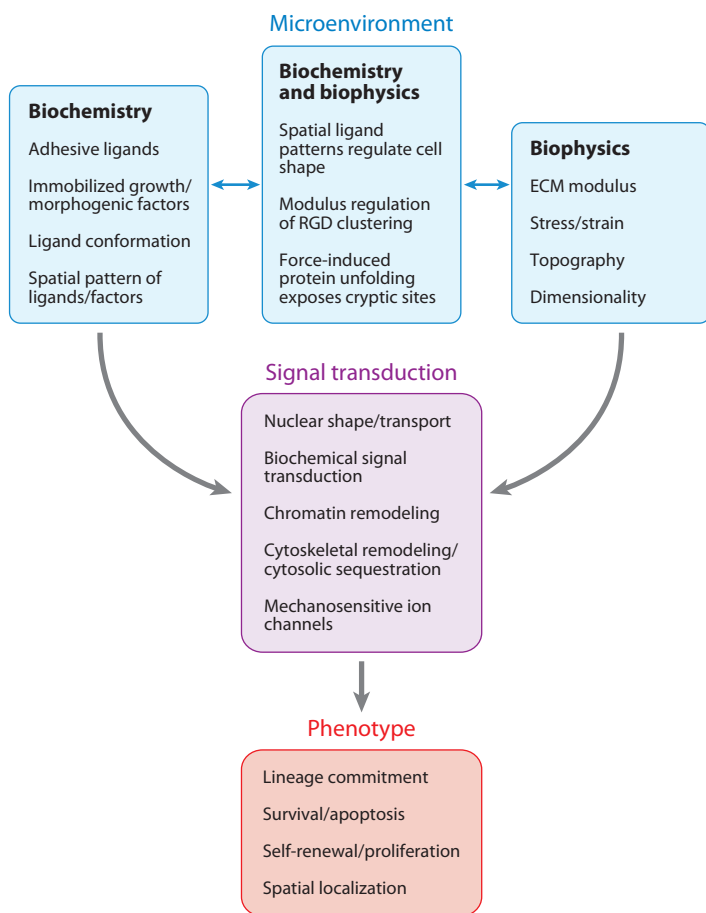 Microenvironment
Biochemistry
Adhesive ligands
Immobilized growth/
morphogenic factors
Ligand conformation
Spatial pattern of
ligands/factors
Biochemistry
and biophysics
Spatial ligand
patterns regulate cell
shape
Modulus regulation
of RGD clustering
Force-induced
protein unfolding
exposes cryptic sites
Biophysics
ECM modulus
Stress/strain
Topography
Dimensionality
Signal transduction
Nuclear shape/transport
Biochemical signal
transduction
Chromatin remodeling
Cytoskeletal remodeling/
cytosolic sequestration
Mechanosensitive ion
channels
Phenotype
Lineage commitment
Survival/apoptosis
Self-renewal/proliferation
Spatial localization